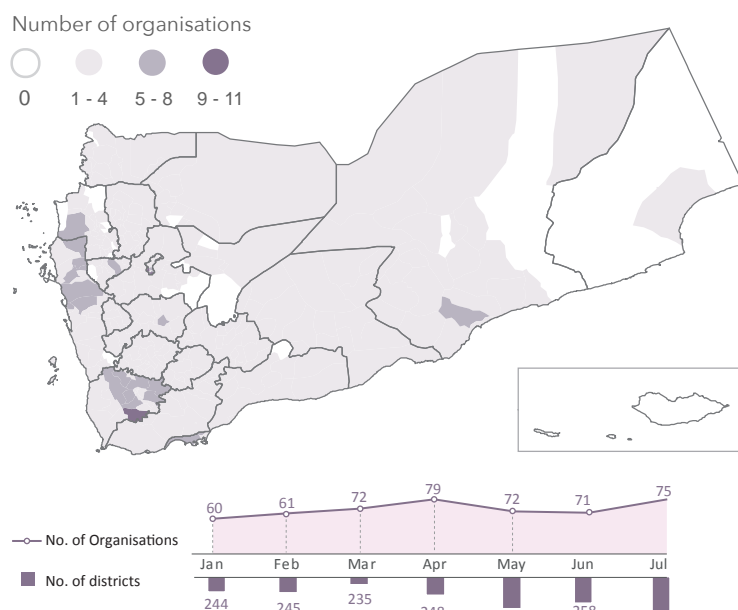 Number of organisations
0 1 - 4 5 - 8 9 - 11
60 61 72 79 72 71 75
No. of Organisations
Jan Feb Mar Apr May Jun Jul
No. of districts
244 245 235